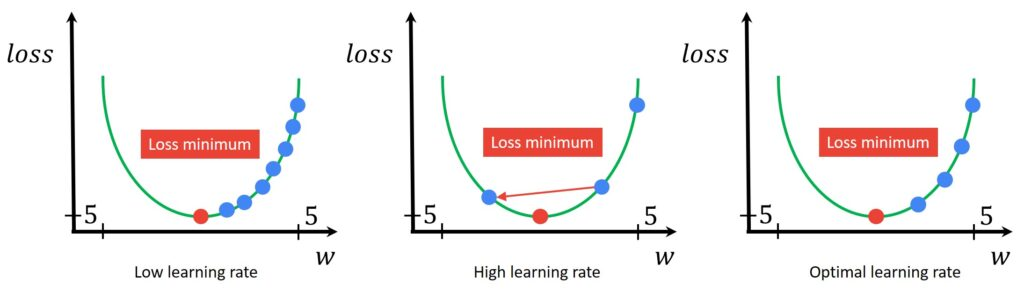 loss
Loss minimum
-5
5
w
Low learning rate
loss
Loss minimum
-5
5
w
High learning rate
loss
Loss minimum
-5
5
w
Optimal learning rate